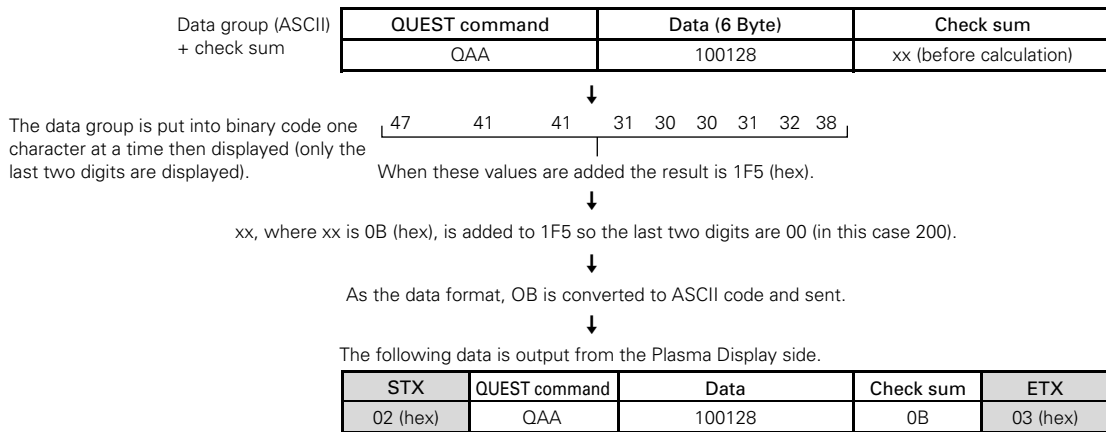 Data group (ASCII)
+ check sum
QUEST command Data (6 Byte) Check sum
QAA 100128 xx (before calculation)
The data group is put into binary code one
character at a time then displayed (only the
last two digits are displayed).
47 41 41 31 30 30 31 32 38
When these values are added the result is 1F5 (hex).
xx, where xx is 0B (hex), is added to 1F5 so the last two digits are 00 (in this case 200).
As the data format, OB is converted to ASCII code and sent.
The following data is output from the Plasma Display side.
STX QUEST command Data Check sum ETX
02 (hex) QAA 100128 0B 03 (hex)